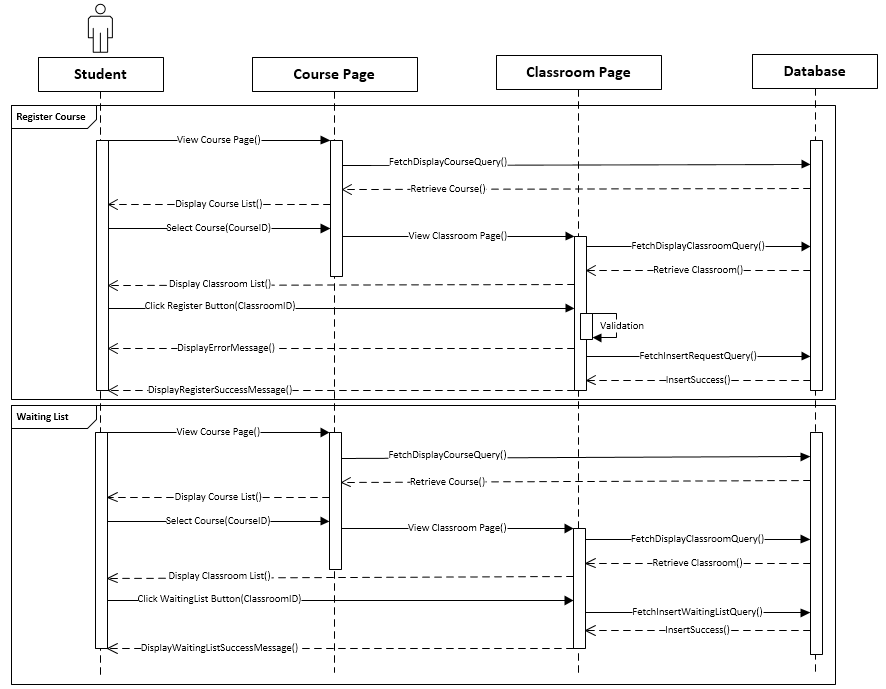 Student
Course Page
Classroom Page
Database
Register Course
View Course Page()
FetchDisplayCourseQuery()
Retrieve Course()
Display Course List()
Select Course(CourseID)
View Classroom Page()
FetchDisplayClassroomQuery()
Retrieve Classroom()
Display Classroom List()
Click Register Button(ClassroomID)
Validation
DisplayErrorMessage()
FetchInsertRequestQuery()
InsertSuccess()
DisplayRegisterSuccessMessage()
Waiting List
View Course Page()
FetchDisplayCourseQuery()
Retrieve Course()
Display Course List()
Select Course(CourseID)
View Classroom Page()
FetchDisplayClassroomQuery()
Retrieve Classroom()
Display Classroom List()
Click WaitingList Button(ClassroomID)
FetchInsertWaitingListQuery()
InsertSuccess()
DisplayWaitingListSuccessMessage()